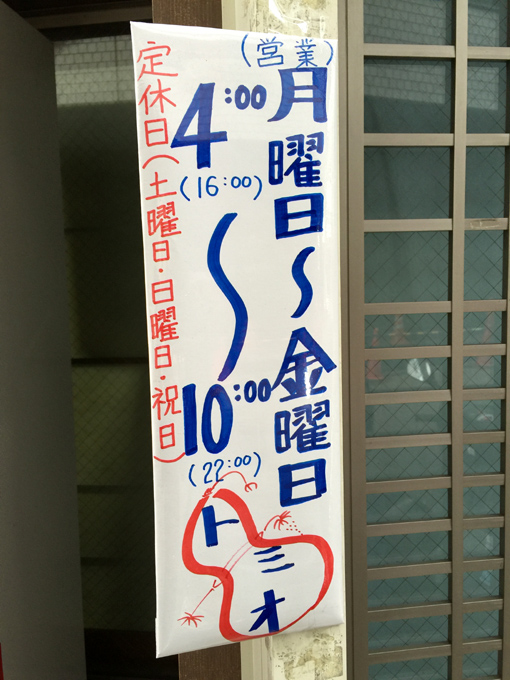 (営業)
月曜日〜金曜日
4:00
(16:00)
〜
10:00
(22:00)
定休日(土曜日・日曜日・祝日)
トミオ